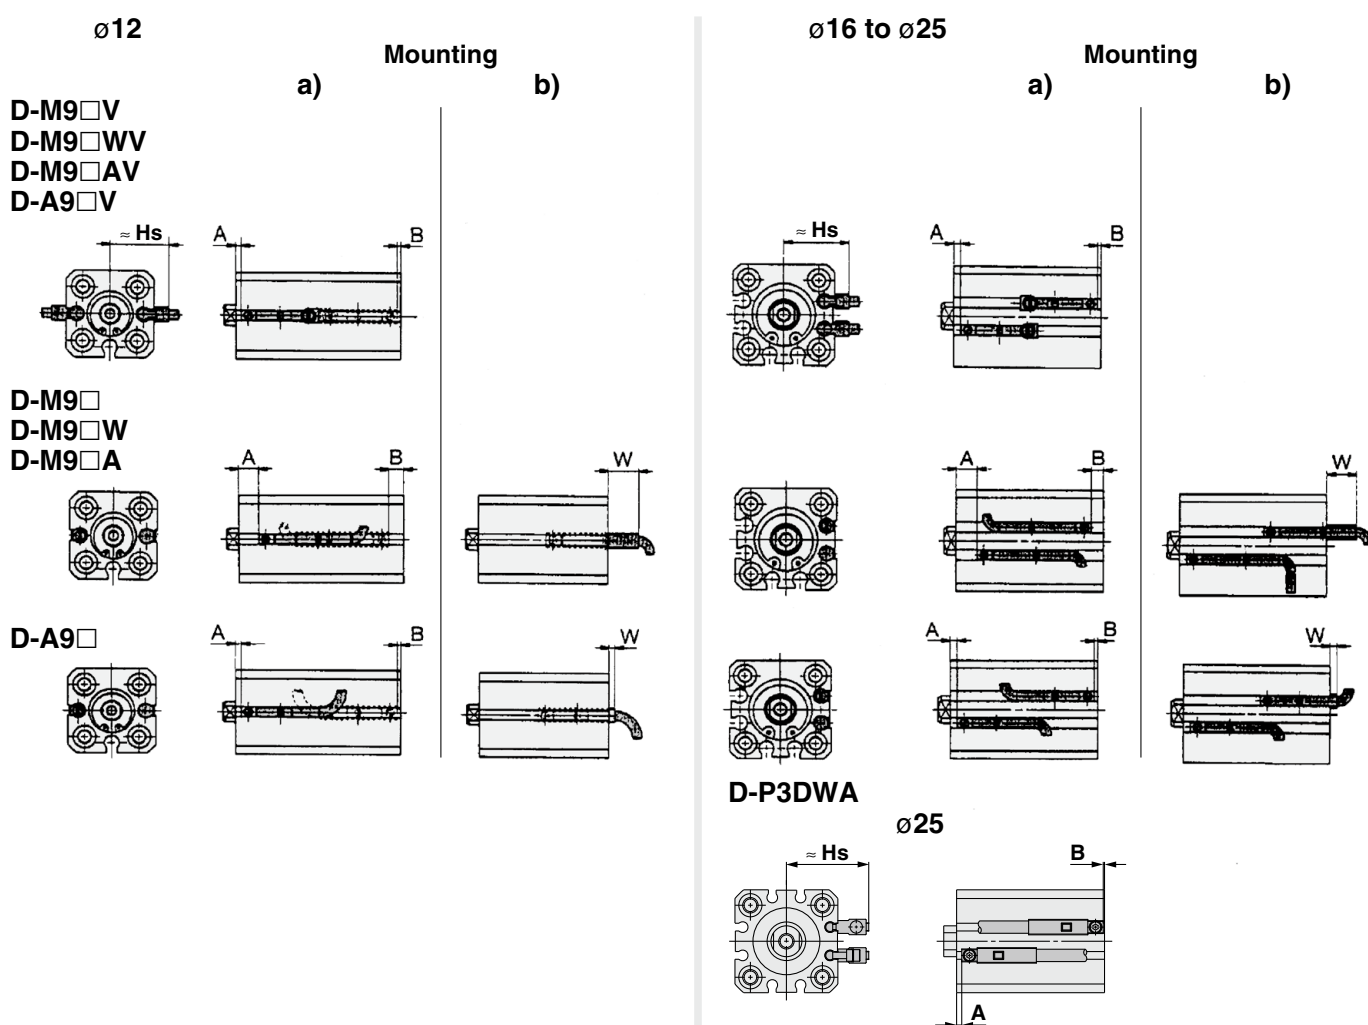 ø12
Mounting
a) b)
D-M9□V
D-M9□WV
D-M9□AV
D-A9□V
≈ Hs A B
D-M9□
D-M9□W
D-M9□A
A B W
D-A9□
A B W
ø16 to ø25
Mounting
a) b)
≈ Hs A B
A B W
A B W
D-P3DWA
ø25
≈ Hs B
A